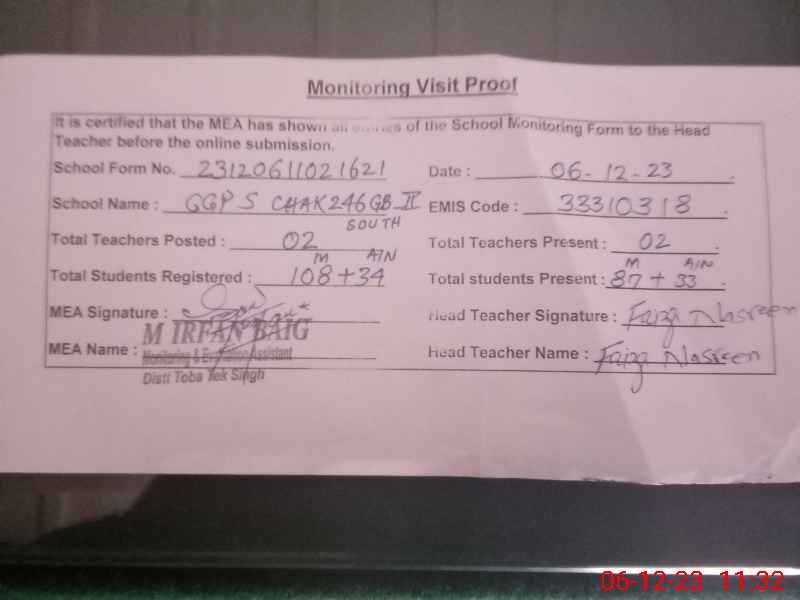 Monitoring Visit Proof
It is certified that the MEA has shown all entries of the School Monitoring Form to the Head
Teacher before the online submission.
School Form No. 23120611021621 Date : 06-12-23
School Name : GGPS CHAK 246 GB II EMIS Code : 33310318
SOUTH
Total Teachers Posted : 02 Total Teachers Present : 02
M A/N M A/N
Total Students Registered : 108+34 Total students Present : 87 + 33
MEA Signature : Head Teacher Signature : Faiza Nasreen
M IRFAN BAIG
MEA Name : Head Teacher Name : Faiza Nasreen
Monitoring & Evaluation Assistant
Distt Toba Tek Singh
06-12-23 11:32